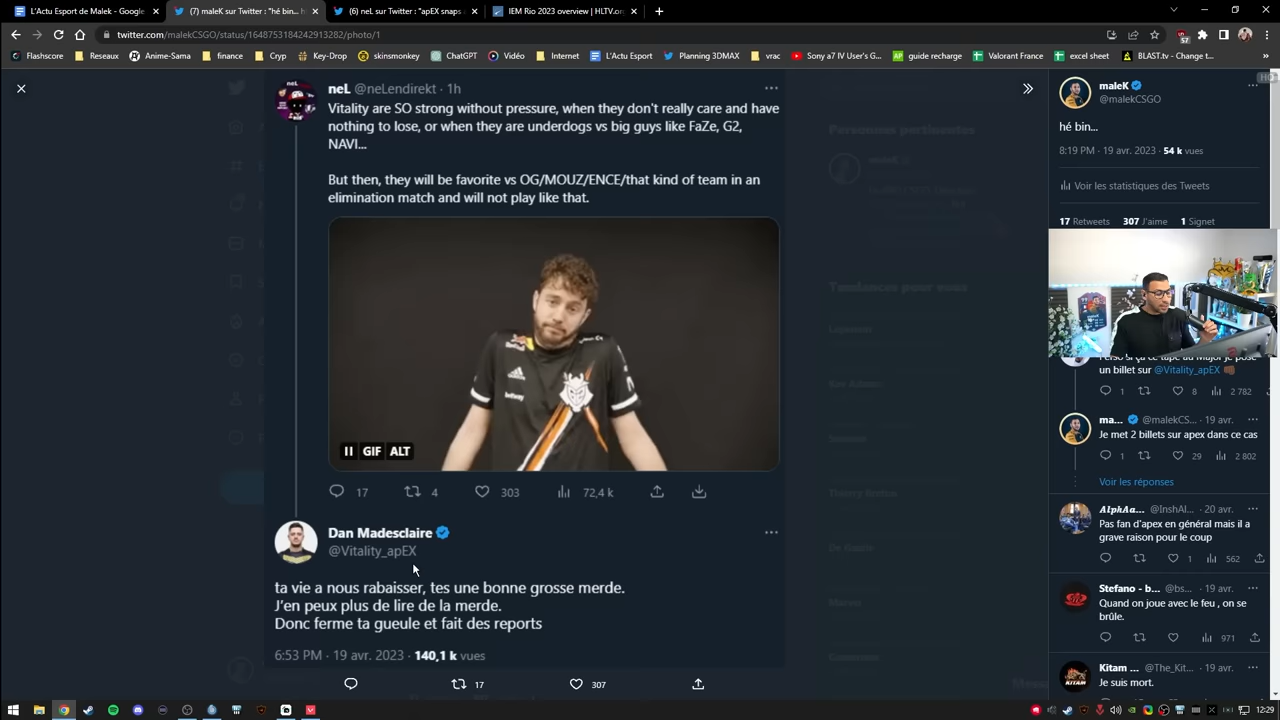 L'Actu Esport de Malek - Google
(7) maleK sur Twitter : "hé bin...
(6) neL sur Twitter : "apEX snaps
IEM Rio 2023 overview | HLTV.org
twitter.com/malekCSGO/status/1648753184242913282/photo/1
Flashscore
Reseaux
Anime-Sama
finance
Cryp
Key-Drop
skinsmonkey
ChatGPT
Vidéo
Internet
L'Actu Esport
Planning 3DMAX
vrac
Sony a7 IV User's G...
guide recharge
Valorant France
excel sheet
BLAST.tv - Change t...
neL @neLendirekt · 1h
Vitality are SO strong without pressure, when they don't really care and have
nothing to lose, or when they are underdogs vs big guys like FaZe, G2,
NAVI...
But then, they will be favorite vs OG/MOUZ/ENCE/that kind of team in an
elimination match and will not play like that.
GIF ALT
17 4 303 72,4 k
Dan Madesclaire
@Vitality_apEX
ta vie a nous rabaisser, tes une bonne grosse merde.
J'en peux plus de lire de la merde.
Donc ferme ta gueule et fait des reports
6:53 PM · 19 avr. 2023 · 140,1 k vues
17 307
Personnes pertinentes
Tendances pour vous
maleK
@malekCSGO
hé bin...
8:19 PM · 19 avr. 2023 · 54 k vues
Voir les statistiques des Tweets
17 Retweets 307 J'aime 1 Signet
un billet sur @Vitality_apEX
1 8 2 782
ma... @malekCS... · 19 avr.
Je met 2 billets sur apex dans ce cas
1 29 2 802
Voir les réponses
AlphAa... @InshAl... · 20 avr.
Pas fan d'apex en général mais il a
grave raison pour le coup
1 562
Stefano - b... @bs... · 19 avr.
Quand on joue avec le feu , on se
brûle.
971
Kitam ... @The_Kit... · 19 avr.
Je suis mort.
12:29